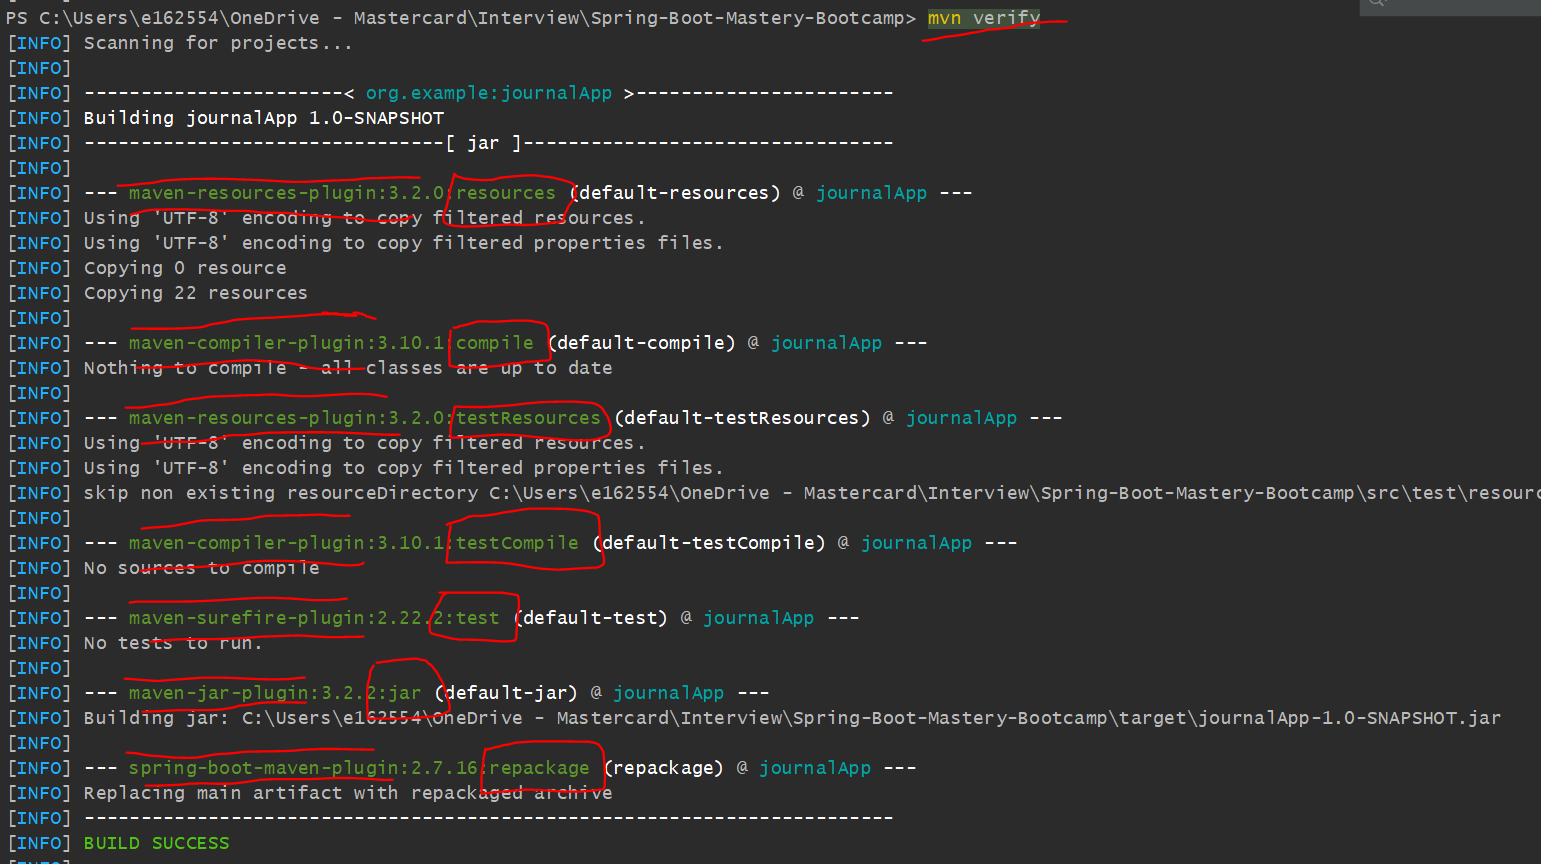 PS C:\Users\e162554\OneDrive - Mastercard\Interview\Spring-Boot-Mastery-Bootcamp> mvn verify
[INFO] Scanning for projects...
[INFO]
[INFO] -----------------------< org.example:journalApp >-----------------------
[INFO] Building journalApp 1.0-SNAPSHOT
[INFO] --------------------------------[ jar ]---------------------------------
[INFO]
[INFO] --- maven-resources-plugin:3.2.0:resources (default-resources) @ journalApp ---
[INFO] Using 'UTF-8' encoding to copy filtered resources.
[INFO] Using 'UTF-8' encoding to copy filtered properties files.
[INFO] Copying 0 resource
[INFO] Copying 22 resources
[INFO]
[INFO] --- maven-compiler-plugin:3.10.1:compile (default-compile) @ journalApp ---
[INFO] Nothing to compile - all classes are up to date
[INFO]
[INFO] --- maven-resources-plugin:3.2.0:testResources (default-testResources) @ journalApp ---
[INFO] Using 'UTF-8' encoding to copy filtered resources.
[INFO] Using 'UTF-8' encoding to copy filtered properties files.
[INFO] skip non existing resourceDirectory C:\Users\e162554\OneDrive - Mastercard\Interview\Spring-Boot-Mastery-Bootcamp\src\test\resourc
[INFO]
[INFO] --- maven-compiler-plugin:3.10.1:testCompile (default-testCompile) @ journalApp ---
[INFO] No sources to compile
[INFO]
[INFO] --- maven-surefire-plugin:2.22.2:test (default-test) @ journalApp ---
[INFO] No tests to run.
[INFO]
[INFO] --- maven-jar-plugin:3.2.2:jar (default-jar) @ journalApp ---
[INFO] Building jar: C:\Users\e162554\OneDrive - Mastercard\Interview\Spring-Boot-Mastery-Bootcamp\target\journalApp-1.0-SNAPSHOT.jar
[INFO]
[INFO] --- spring-boot-maven-plugin:2.7.16:repackage (repackage) @ journalApp ---
[INFO] Replacing main artifact with repackaged archive
[INFO] ------------------------------------------------------------------------
[INFO] BUILD SUCCESS